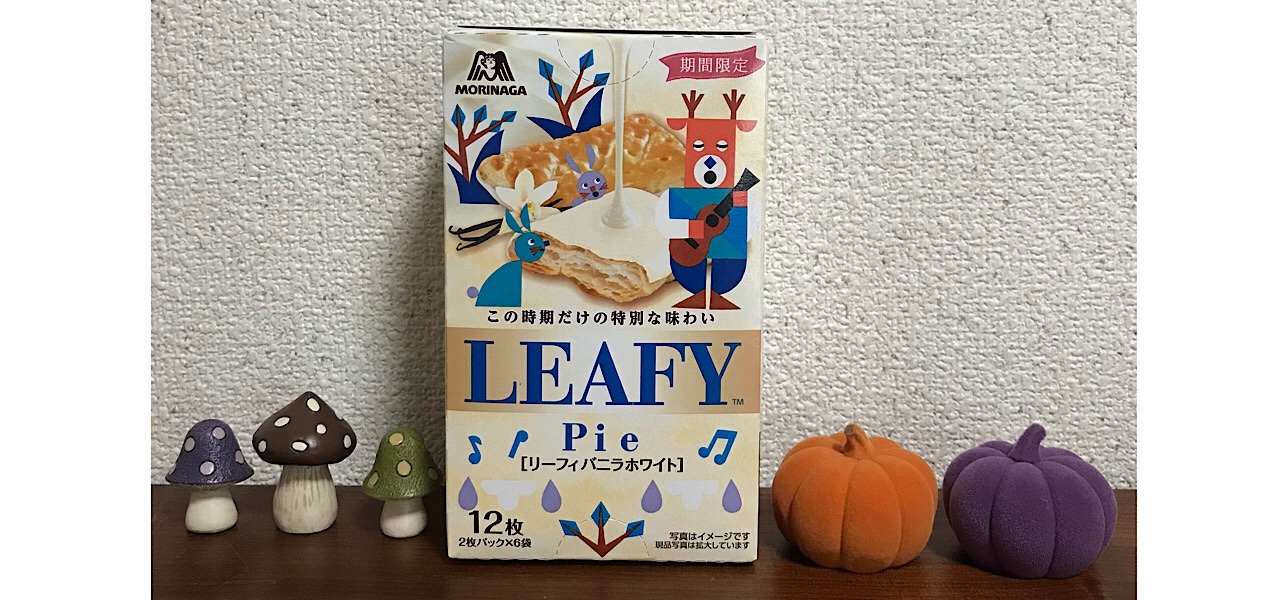 MORINAGA
期間限定
この時期だけの特別な味わい
LEAFY™
Pie
[リーフィ バニラホワイト]
12枚
2枚パック×6袋
写真はイメージです
現品写真は拡大しています